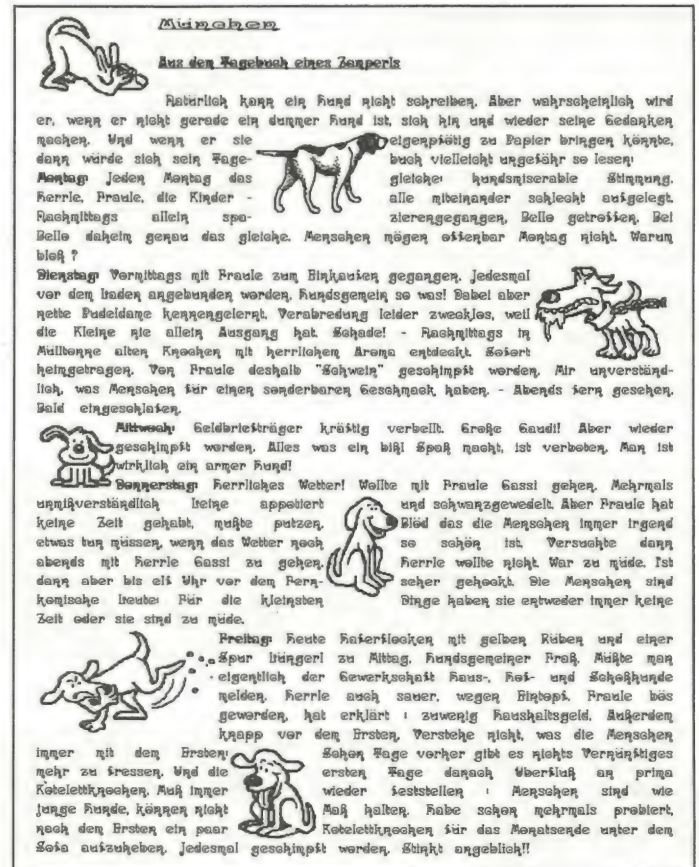 München
Aus dem Tagebuch eines Zamperls
Natürlich kann ein Hund nicht schreiben. Aber wahrscheinlich wird
er, wenn er nicht gerade ein dummer Hund ist, sich hin und wieder seine Gedanken
machen. Und wenn er sie eigenpfötig zu Papier bringen könnte,
dann würde sich sein Tage- buch vielleicht ungefähr so lesen:
Montag: Jeden Montag das gleiche: hundsmiserable Stimmung.
Herrle, Fraule, die Kinder - alle miteinander schlecht aufgelegt.
Nachmittags allein spa- zierengegangen, Bello getroffen. Bei
Bello daheim genau das gleiche. Menschen mögen offenbar Montag nicht. Warum
bloß ?
Dienstag: Vormittags mit Fraule zum Einkaufen gegangen. Jedesmal
vor dem Laden angebunden worden. Hundsgemein so was! Dabei aber
nette Pudeldame kennengelernt. Verabredung leider zwecklos, weil
die Kleine nie allein Ausgang hat. Schade! - Nachmittags in
Mülltonne alten Knochen mit herrlichem Aroma entdeckt. Sofort
heimgetragen. Von Fraule deshalb "Schwein" geschimpft worden. Mir unverständ-
lich, was Menschen für einen sonderbaren Geschmack haben. - Abends fern gesehen.
Bald eingeschlafen.
Mittwoch: Geldbriefträger kräftig verbellt. Große Gaudi! Aber wieder
geschimpft worden. Alles was ein bißl Spaß macht, ist verboten. Man ist
wirklich ein armer Hund!
Donnerstag: Herrliches Wetter! Wollte mit Fraule Gassi gehen. Mehrmals
unmißverständlich Leine apportiert und schwanzgewedelt. Aber Fraule hat
keine Zeit gehabt, mußte putzen. Blöd das die Menschen immer irgend
etwas tun müssen, wenn das Wetter noch so schön ist. Versuchte dann
abends mit Herrle Gassi zu gehen. Herrle wollte nicht. War zu müde. Ist
dann aber bis elf Uhr vor dem Fern- seher gehockt. Die Menschen sind
komische Leute: Für die kleinsten Dinge haben sie entweder immer keine
Zeit oder sie sind zu müde.
Freitag: Heute Haferflocken mit gelben Rüben und einer
Spur Lüngerl zu Mittag. Hundsgemeiner Fraß. Müßte man
eigentlich der Gewerkschaft Haus-, Hof- und Schoßhunde
melden. Herrle auch sauer, wegen Eintopf. Fraule bös
geworden, hat erklärt : zuwenig Haushaltsgeld. Außerdem
knapp vor dem Ersten. Verstehe nicht, was die Menschen
immer mit dem Ersten: Schon Tage vorher gibt es nichts Vernünftiges
mehr zu fressen. Und die ersten Tage danach Überfluß an prima
Kotelettknochen. Muß immer wieder feststellen : Menschen sind wie
junge Hunde, können nicht Maß halten. Habe schon mehrmals probiert,
nach dem Ersten ein paar Kotelettknochen für das Monatsende unter dem
Sofa aufzuheben. Jedesmal geschimpft worden. Stinkt angeblich!!